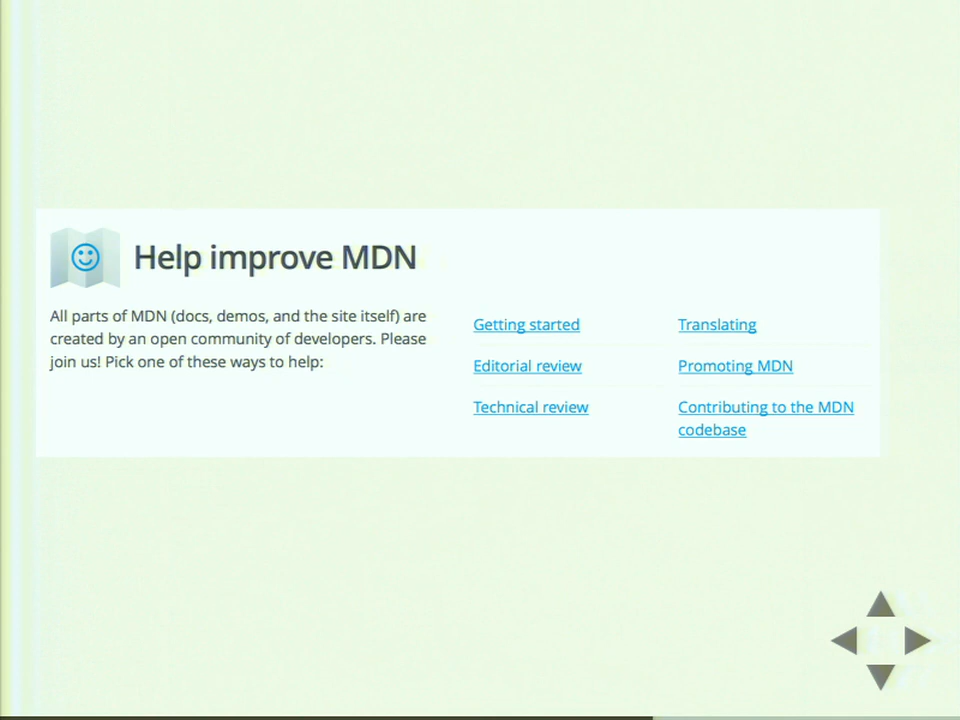 Help improve MDN
All parts of MDN (docs, demos, and the site itself) are
created by an open community of developers. Please
join us! Pick one of these ways to help:
Getting started
Editorial review
Technical review
Translating
Promoting MDN
Contributing to the MDN
codebase